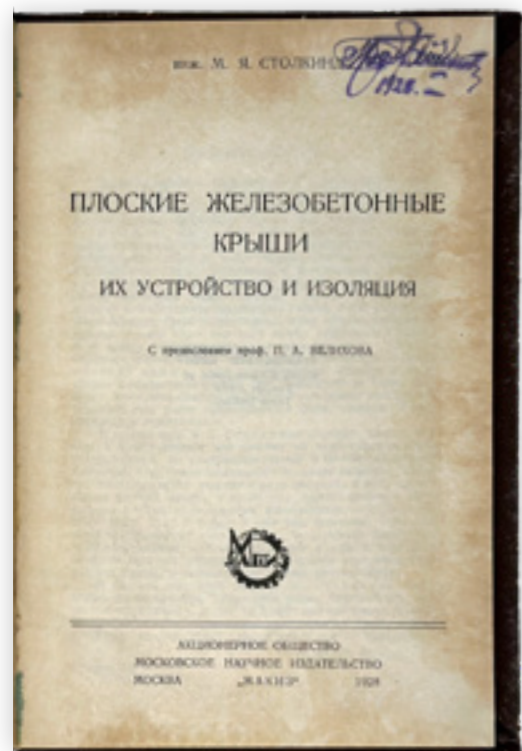 инж. М. Я. СТОЛКИНД
1928.
ПЛОСКИЕ ЖЕЛЕЗОБЕТОННЫЕ
КРЫШИ
ИХ УСТРОЙСТВО И ИЗОЛЯЦИЯ
С предисловием проф. П. А. ВЕЛИХОВА
АКЦИОНЕРНОЕ ОБЩЕСТВО
МОСКОВСКОЕ НАУЧНОЕ ИЗДАТЕЛЬСТВО
МОСКВА „МАКИЗ" 1928